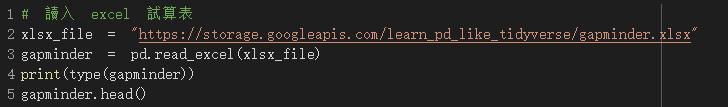 1 #  讀入  excel  試算表
2 xlsx_file  =  "https://storage.googleapis.com/learn_pd_like_tidyverse/gapminder.xlsx"
3 gapminder  =  pd.read_excel(xlsx_file)
4 print(type(gapminder))
5 gapminder.head()